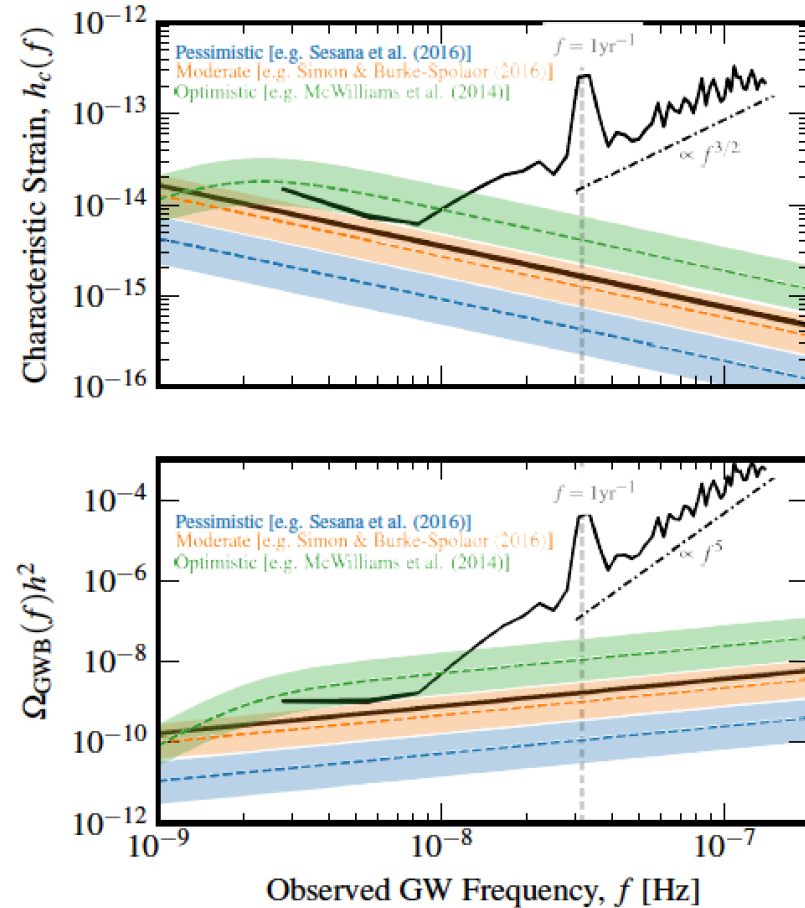 10⁻¹²
10⁻¹³
10⁻¹⁴
10⁻¹⁵
10⁻¹⁶
Characteristic Strain, h_c(f)
f = 1yr⁻¹
Pessimistic [e.g. Sesana et al. (2016)]
Moderate [e.g. Simon & Burke-Spolaor (2016)]
Optimistic [e.g. McWilliams et al. (2014)]
∝ f^{3/2}
10⁻⁴
10⁻⁶
10⁻⁸
10⁻¹⁰
10⁻¹²
Ω_GWB(f)h²
f = 1yr⁻¹
Pessimistic [e.g. Sesana et al. (2016)]
Moderate [e.g. Simon & Burke-Spolaor (2016)]
Optimistic [e.g. McWilliams et al. (2014)]
∝ f⁵
10⁻⁹ 10⁻⁸ 10⁻⁷
Observed GW Frequency, f [Hz]